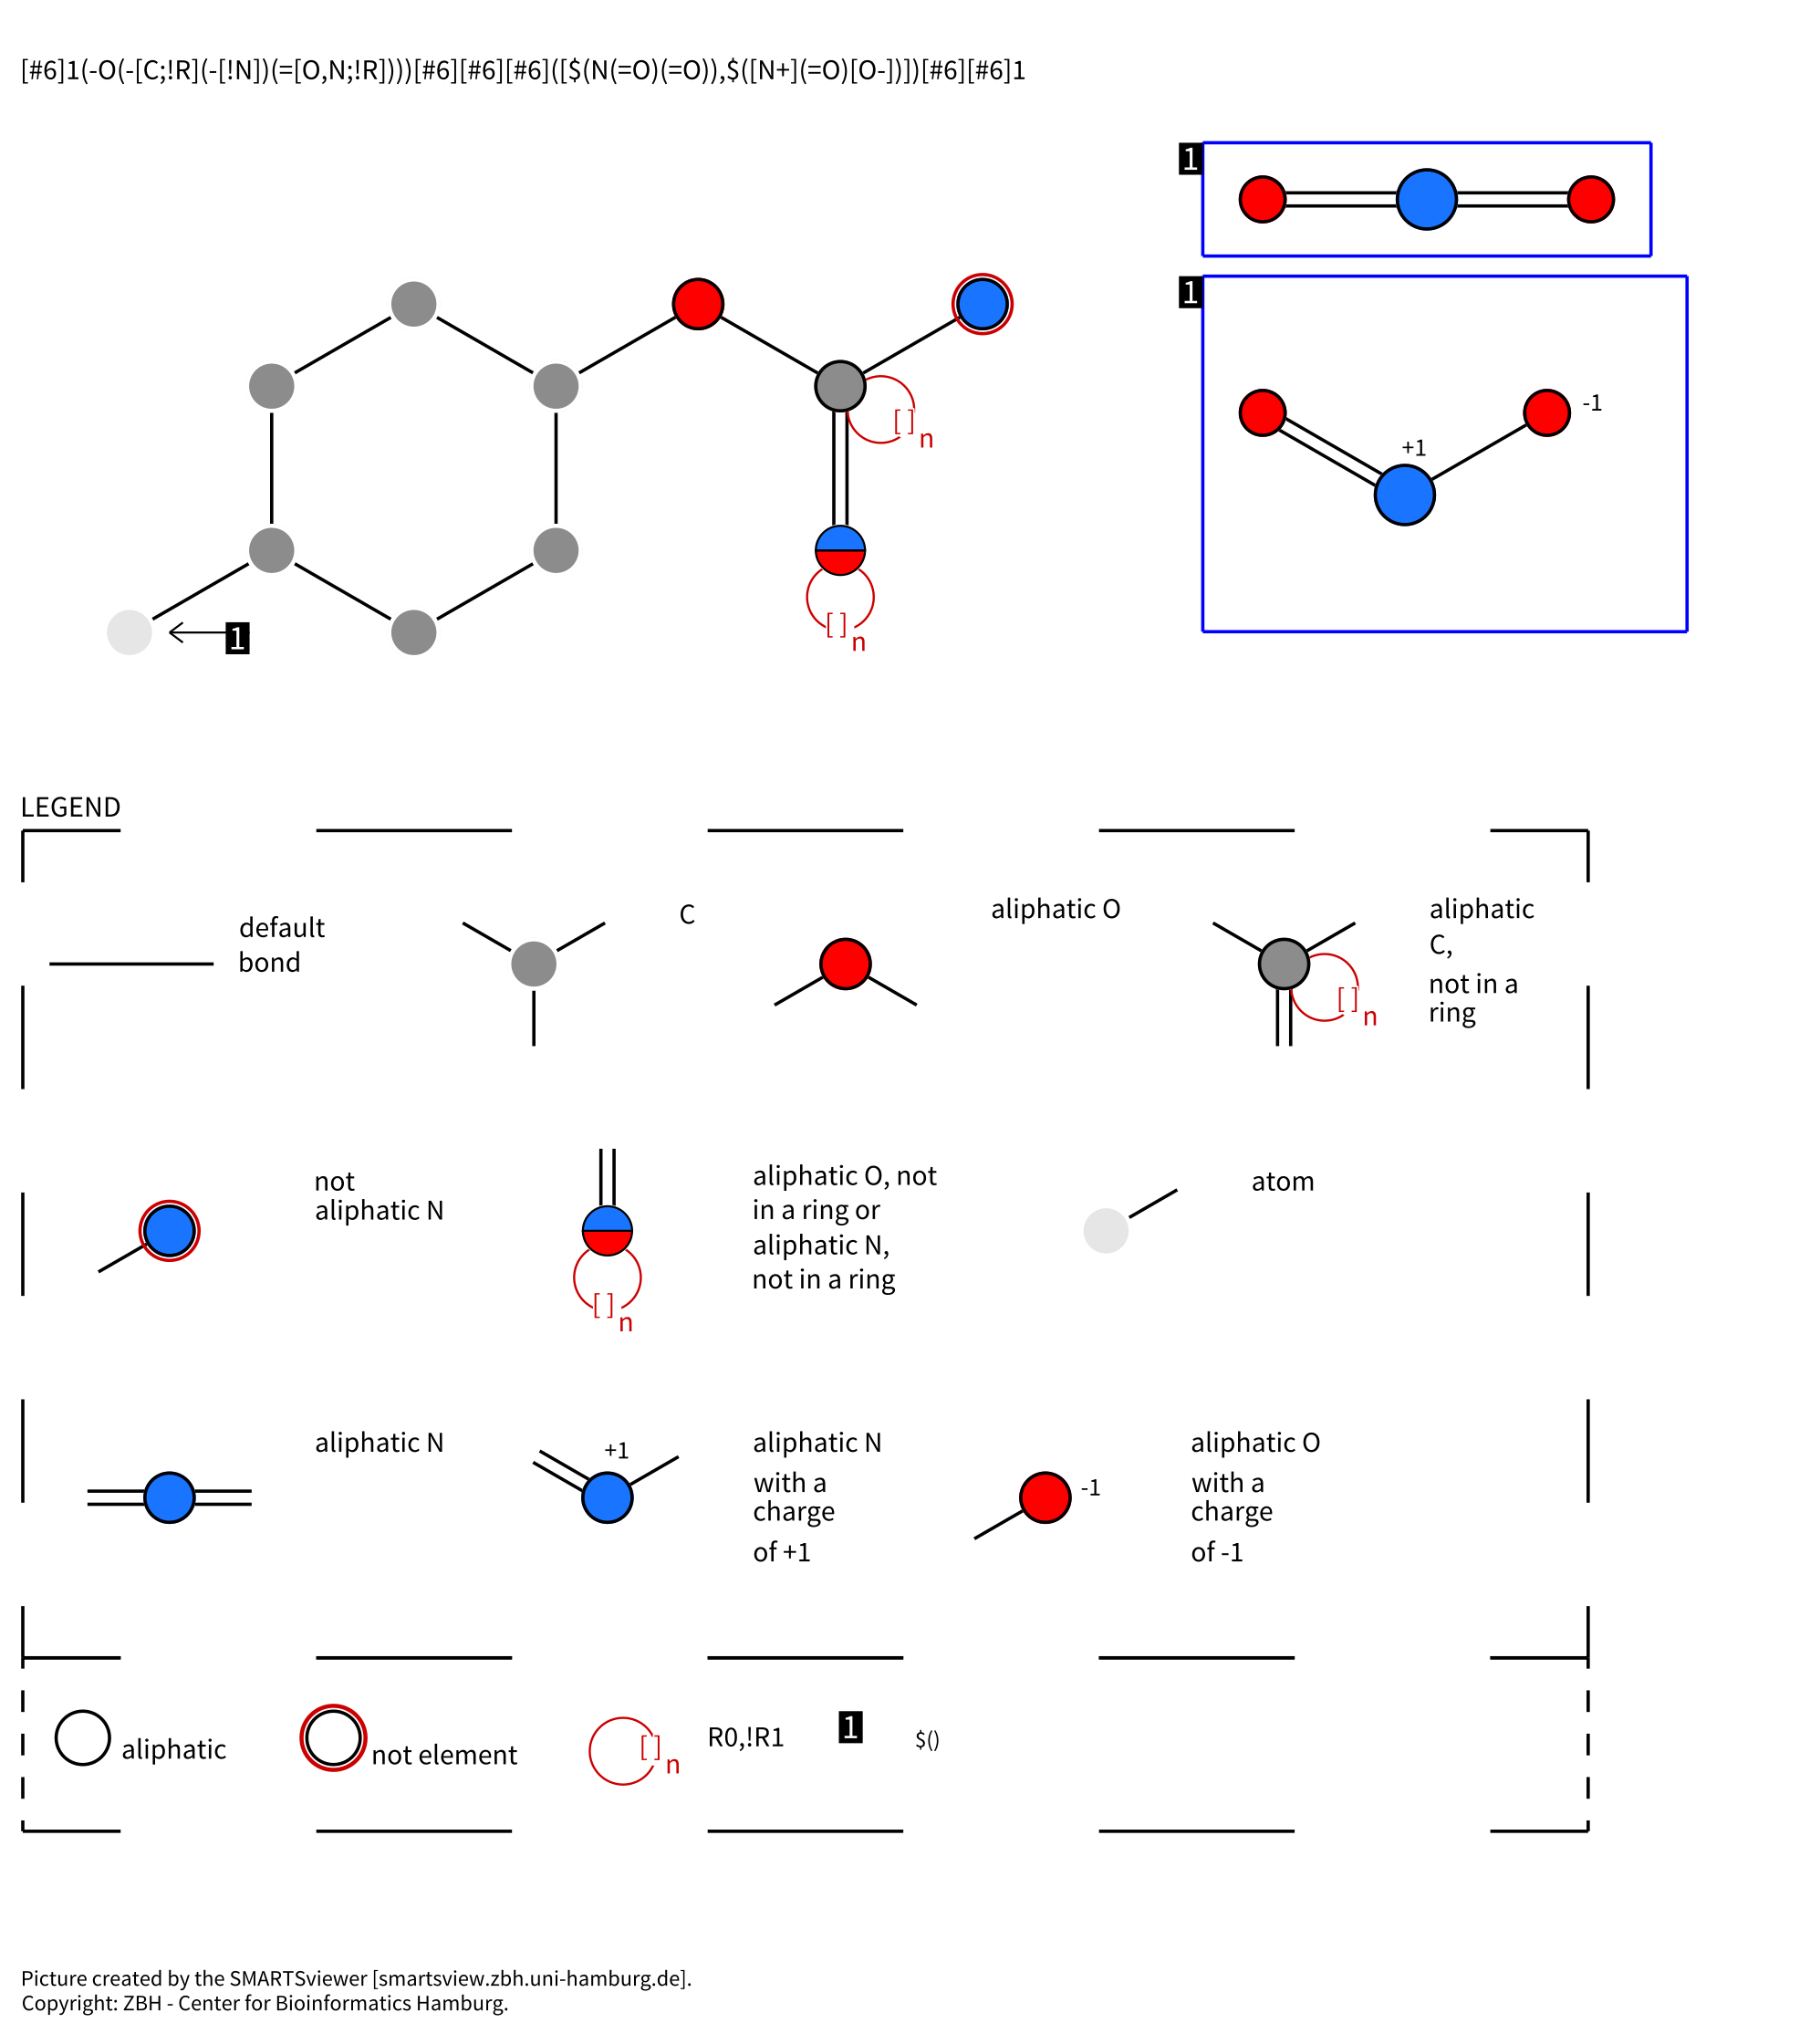 [#6]1(-O(-[C;!R](-[!N])(=[O,N;!R])))[#6][#6][#6]([$(N(=O)(=O)),$([N+](=O)[O-])])[#6][#6]1
1
1
-1
+1
[ ]n
[ ]n
1
LEGEND
default
bond
C
aliphatic O
aliphatic
C,
not in a
ring
[ ]n
not
aliphatic N
aliphatic O, not
in a ring or
aliphatic N,
not in a ring
[ ]n
atom
aliphatic N
+1
aliphatic N
with a
charge
of +1
-1
aliphatic O
with a
charge
of -1
aliphatic
not element
[ ]n
R0,!R1
1
$()
Picture created by the SMARTSviewer [smartsview.zbh.uni-hamburg.de].
Copyright: ZBH - Center for Bioinformatics Hamburg.